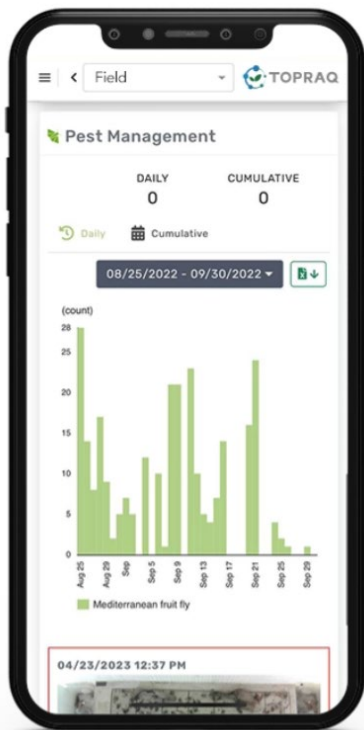 Field
TOPRAQ
Pest Management
DAILY CUMULATIVE
0 0
Daily Cumulative
08/25/2022 - 09/30/2022
(count)
28
25
20
15
10
5
0
Aug 25 Aug 29 Sep Sep 5 Sep 9 Sep 13 Sep 17 Sep 21 Sep 25 Sep 29
Mediterranean fruit fly
04/23/2023 12:37 PM